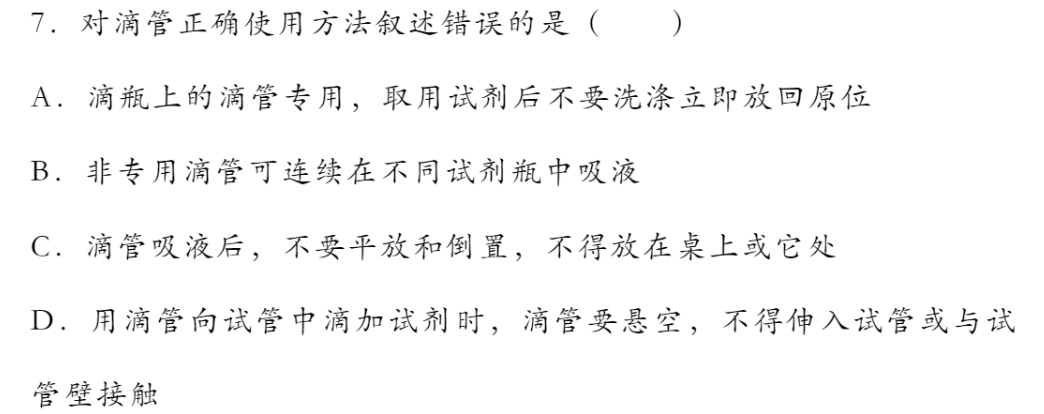 7．对滴管正确使用方法叙述错误的是（　　）
A．滴瓶上的滴管专用，取用试剂后不要洗涤立即放回原位
B．非专用滴管可连续在不同试剂瓶中吸液
C．滴管吸液后，不要平放和倒置，不得放在桌上或它处
D．用滴管向试管中滴加试剂时，滴管要悬空，不得伸入试管或与试
管壁接触